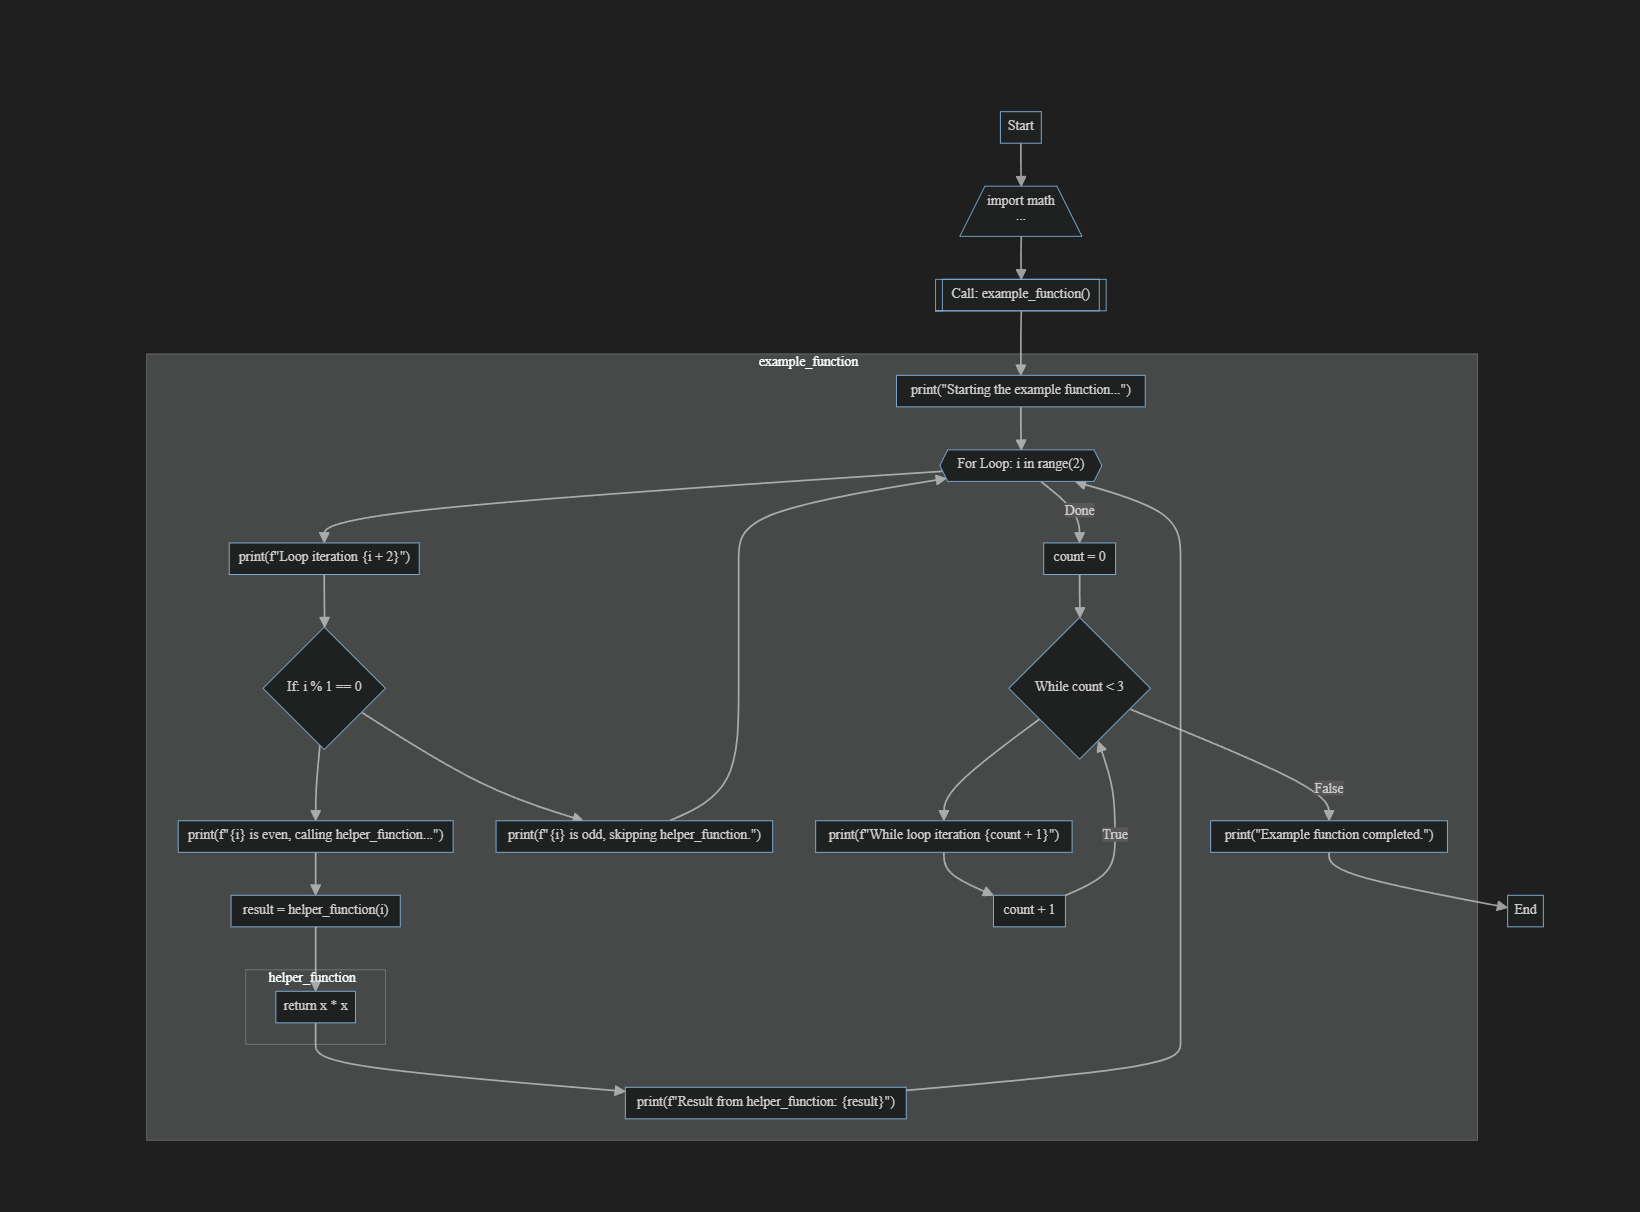 Start
import math
...
Call: example_function()
example_function
print("Starting the example function...")
For Loop: i in range(2)
Done
print(f"Loop iteration {i + 2}")
count = 0
If: i % 1 == 0
While count < 3
False
print(f"{i} is even, calling helper_function...")
print(f"{i} is odd, skipping helper_function.")
print(f"While loop iteration {count + 1}")
True
print("Example function completed.")
result = helper_function(i)
count + 1
End
helper_function
return x * x
print(f"Result from helper_function: {result}")